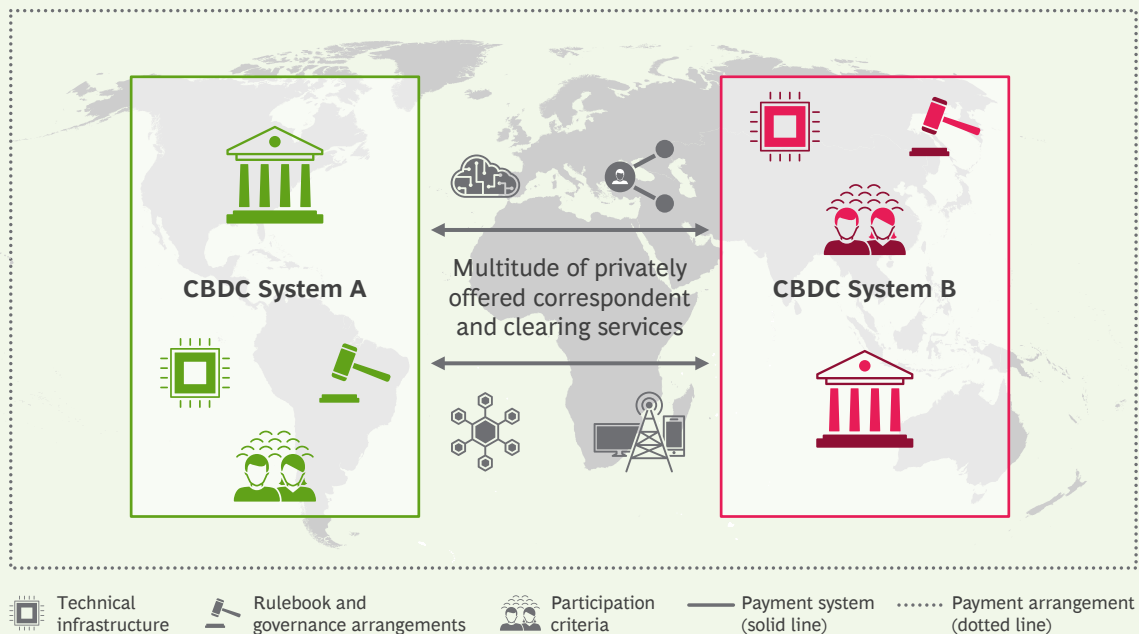 CBDC System A
Multitude of privately
offered correspondent
and clearing services
CBDC System B
Technical
infrastructure
Rulebook and
governance arrangements
Participation
criteria
Payment system
(solid line)
Payment arrangement
(dotted line)